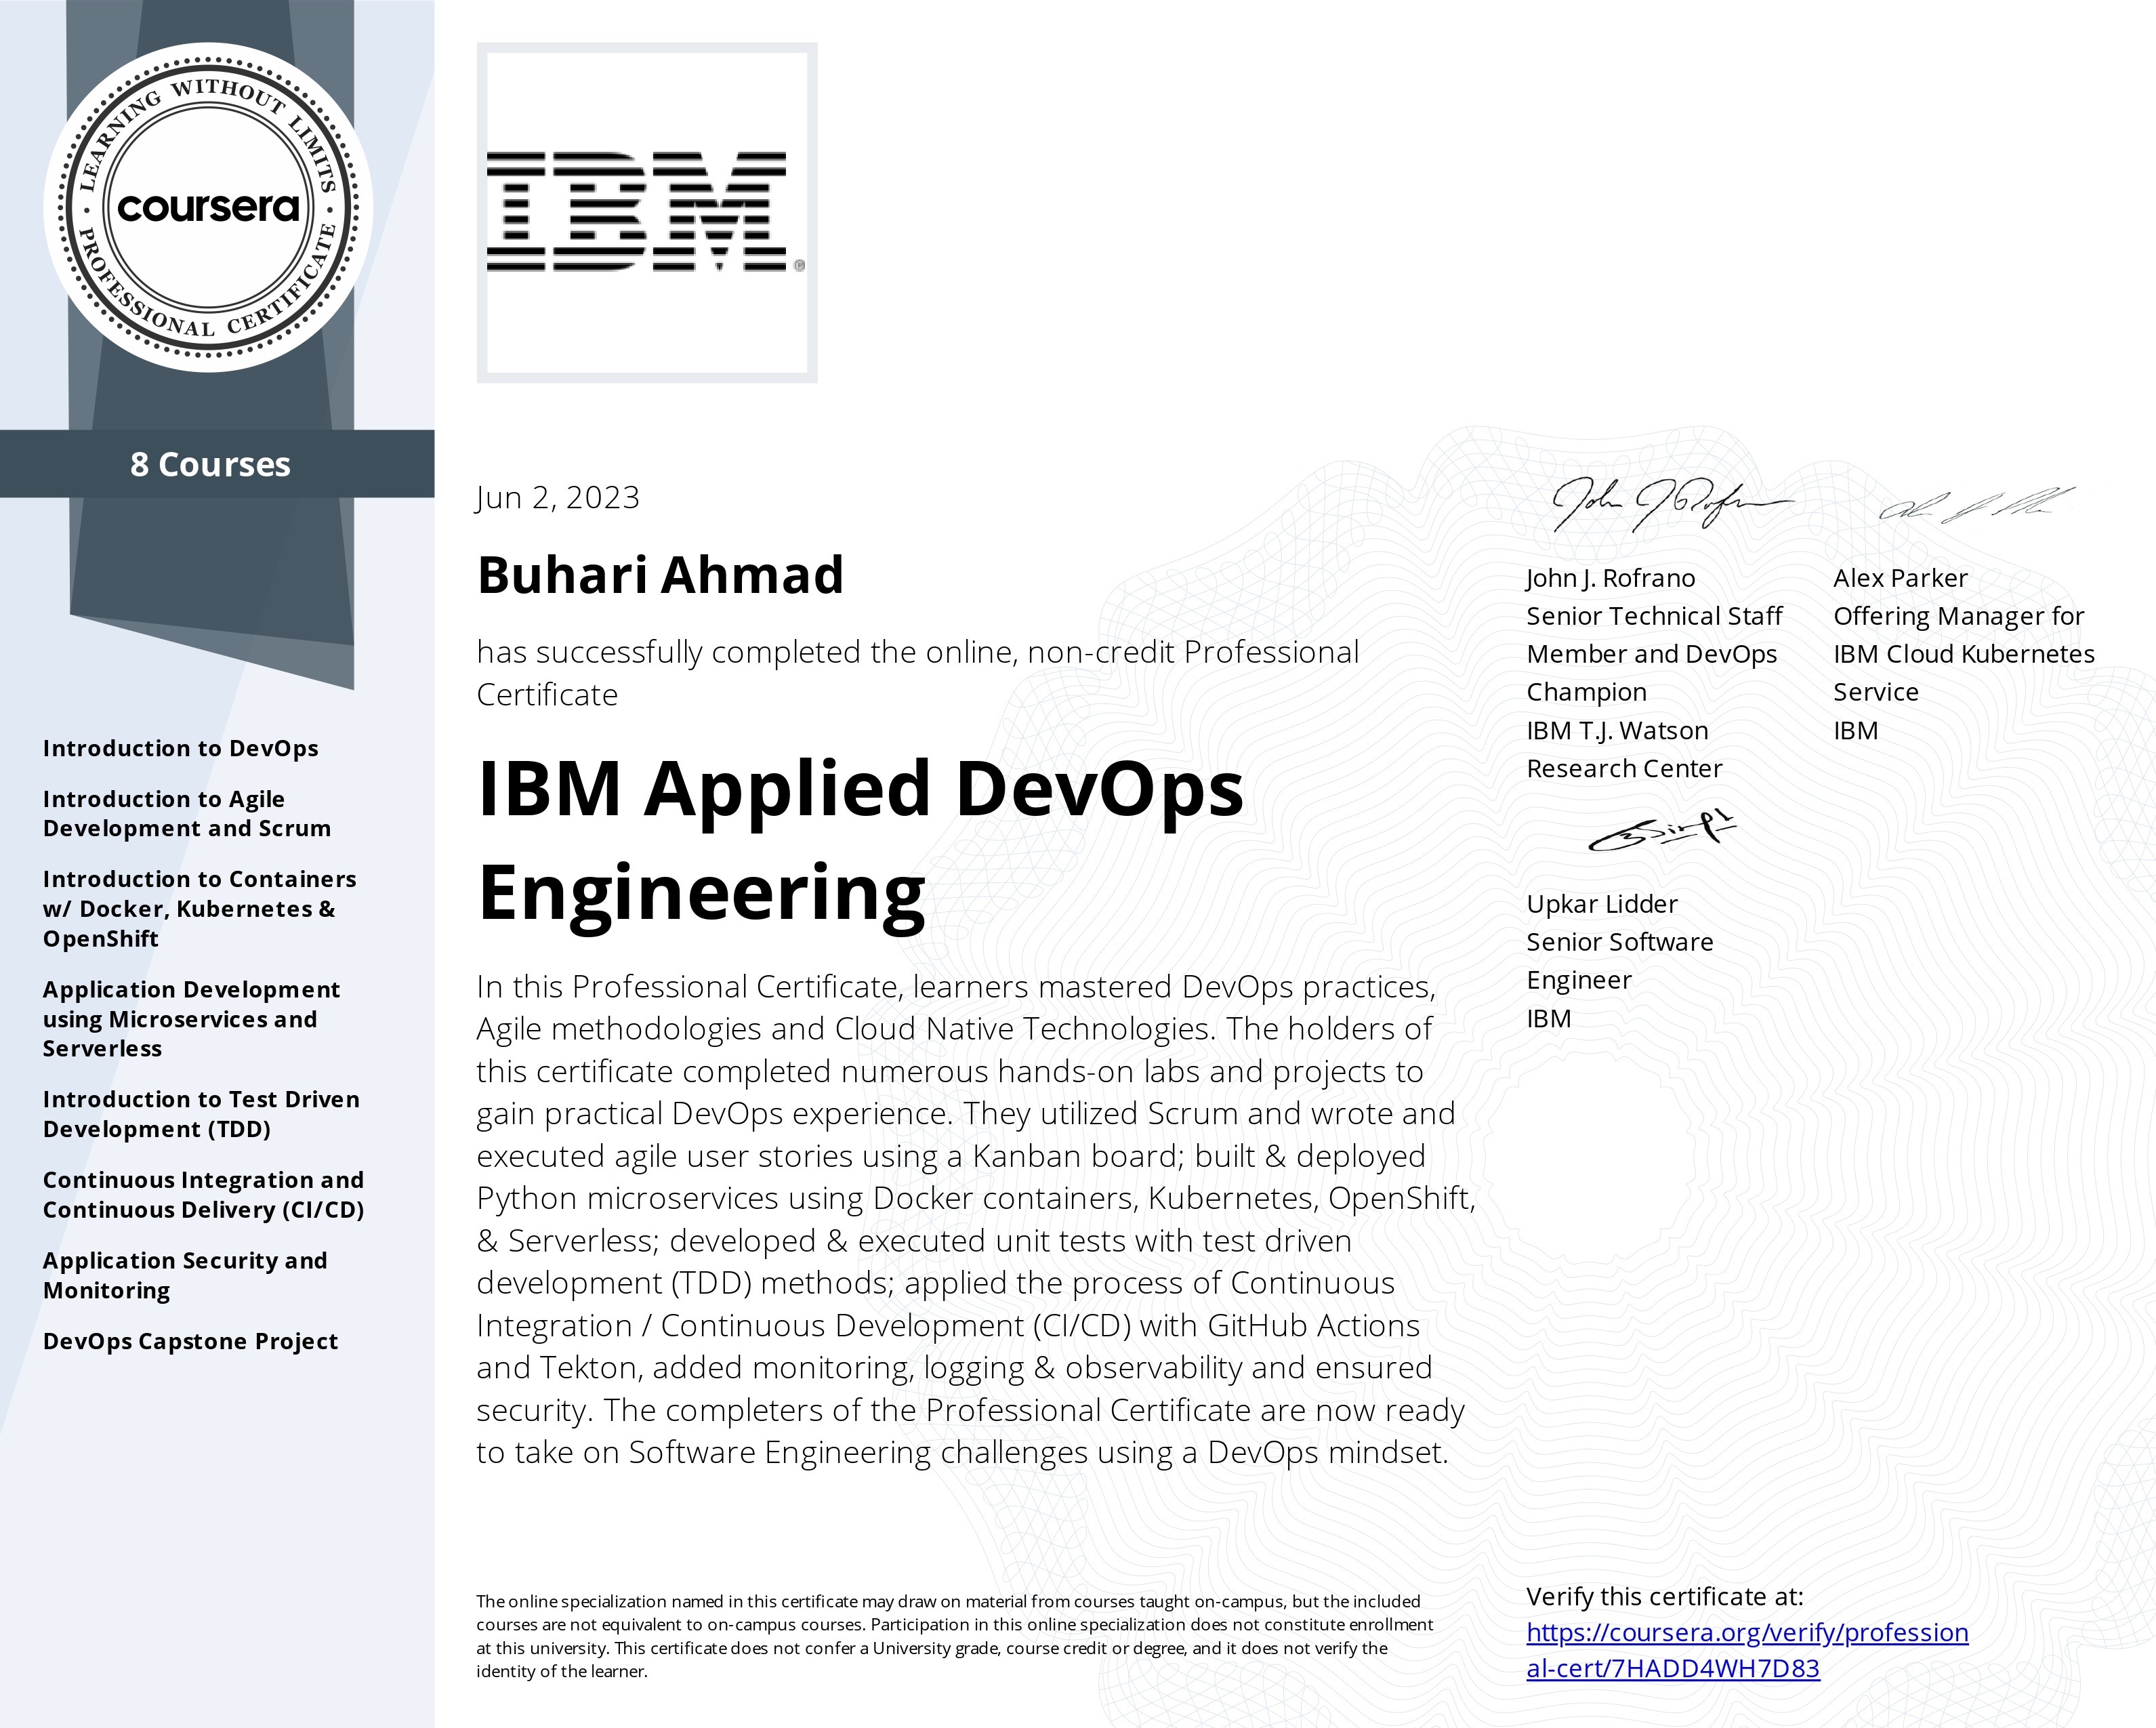 LEARNING WITHOUT LIMITS
coursera
PROFESSIONAL CERTIFICATE
8 Courses
Introduction to DevOps
Introduction to Agile
Development and Scrum
Introduction to Containers
w/ Docker, Kubernetes &
OpenShift
Application Development
using Microservices and
Serverless
Introduction to Test Driven
Development (TDD)
Continuous Integration and
Continuous Delivery (CI/CD)
Application Security and
Monitoring
DevOps Capstone Project
IBM®
Jun 2, 2023
Buhari Ahmad
has successfully completed the online, non-credit Professional
Certificate
IBM Applied DevOps
Engineering
In this Professional Certificate, learners mastered DevOps practices,
Agile methodologies and Cloud Native Technologies. The holders of
this certificate completed numerous hands-on labs and projects to
gain practical DevOps experience. They utilized Scrum and wrote and
executed agile user stories using a Kanban board; built & deployed
Python microservices using Docker containers, Kubernetes, OpenShift,
& Serverless; developed & executed unit tests with test driven
development (TDD) methods; applied the process of Continuous
Integration / Continuous Development (CI/CD) with GitHub Actions
and Tekton, added monitoring, logging & observability and ensured
security. The completers of the Professional Certificate are now ready
to take on Software Engineering challenges using a DevOps mindset.
The online specialization named in this certificate may draw on material from courses taught on-campus, but the included
courses are not equivalent to on-campus courses. Participation in this online specialization does not constitute enrollment
at this university. This certificate does not confer a University grade, course credit or degree, and it does not verify the
identity of the learner.
John J. Rofrano
Senior Technical Staff
Member and DevOps
Champion
IBM T.J. Watson
Research Center
Alex Parker
Offering Manager for
IBM Cloud Kubernetes
Service
IBM
Upkar Lidder
Senior Software
Engineer
IBM
Verify this certificate at:
https://coursera.org/verify/profession
al-cert/7HADD4WH7D83